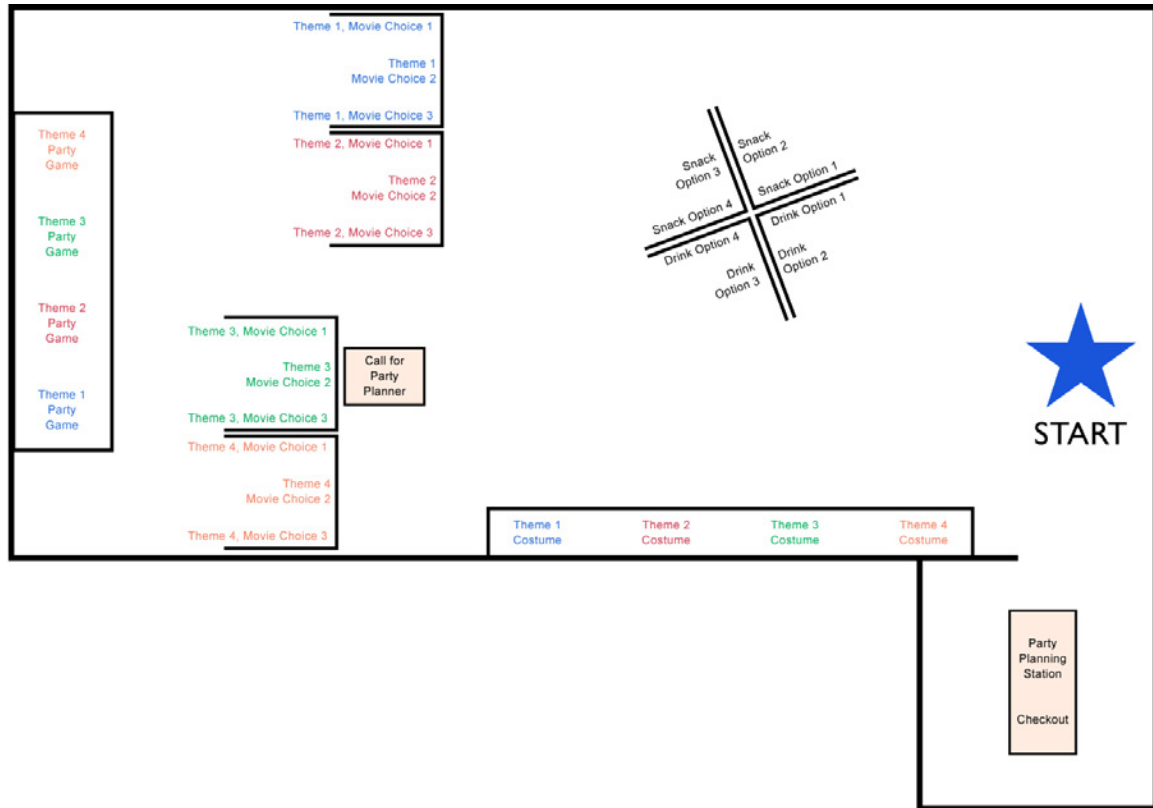 Theme 1, Movie Choice 1
Theme 1
Movie Choice 2
Theme 1, Movie Choice 3
Theme 2, Movie Choice 1
Theme 2
Movie Choice 2
Theme 2, Movie Choice 3
Theme 4
Party
Game
Theme 3
Party
Game
Theme 2
Party
Game
Theme 1
Party
Game
Snack
Option 3
Snack
Option 2
Snack Option 4
Snack Option 1
Drink Option 4
Drink Option 1
Drink
Option 3
Drink
Option 2
Theme 3, Movie Choice 1
Theme 3
Movie Choice 2
Theme 3, Movie Choice 3
Call for
Party
Planner
Theme 4, Movie Choice 1
Theme 4
Movie Choice 2
Theme 4, Movie Choice 3
START
Theme 1
Costume
Theme 2
Costume
Theme 3
Costume
Theme 4
Costume
Party
Planning
Station
Checkout